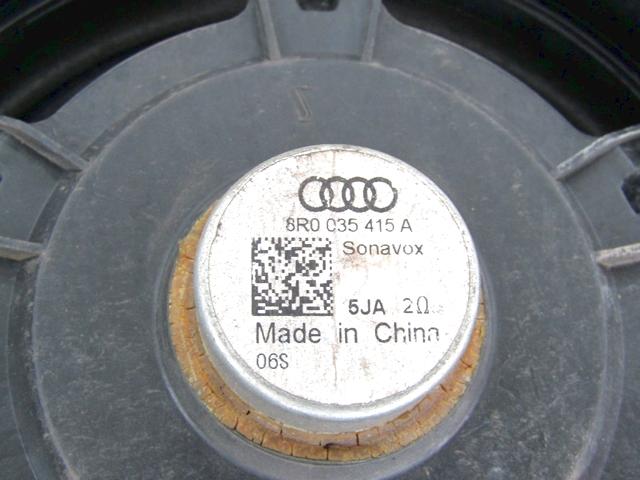 8R0 035 415 A
Sonavox
5JA 2Ω
Made in China
06S